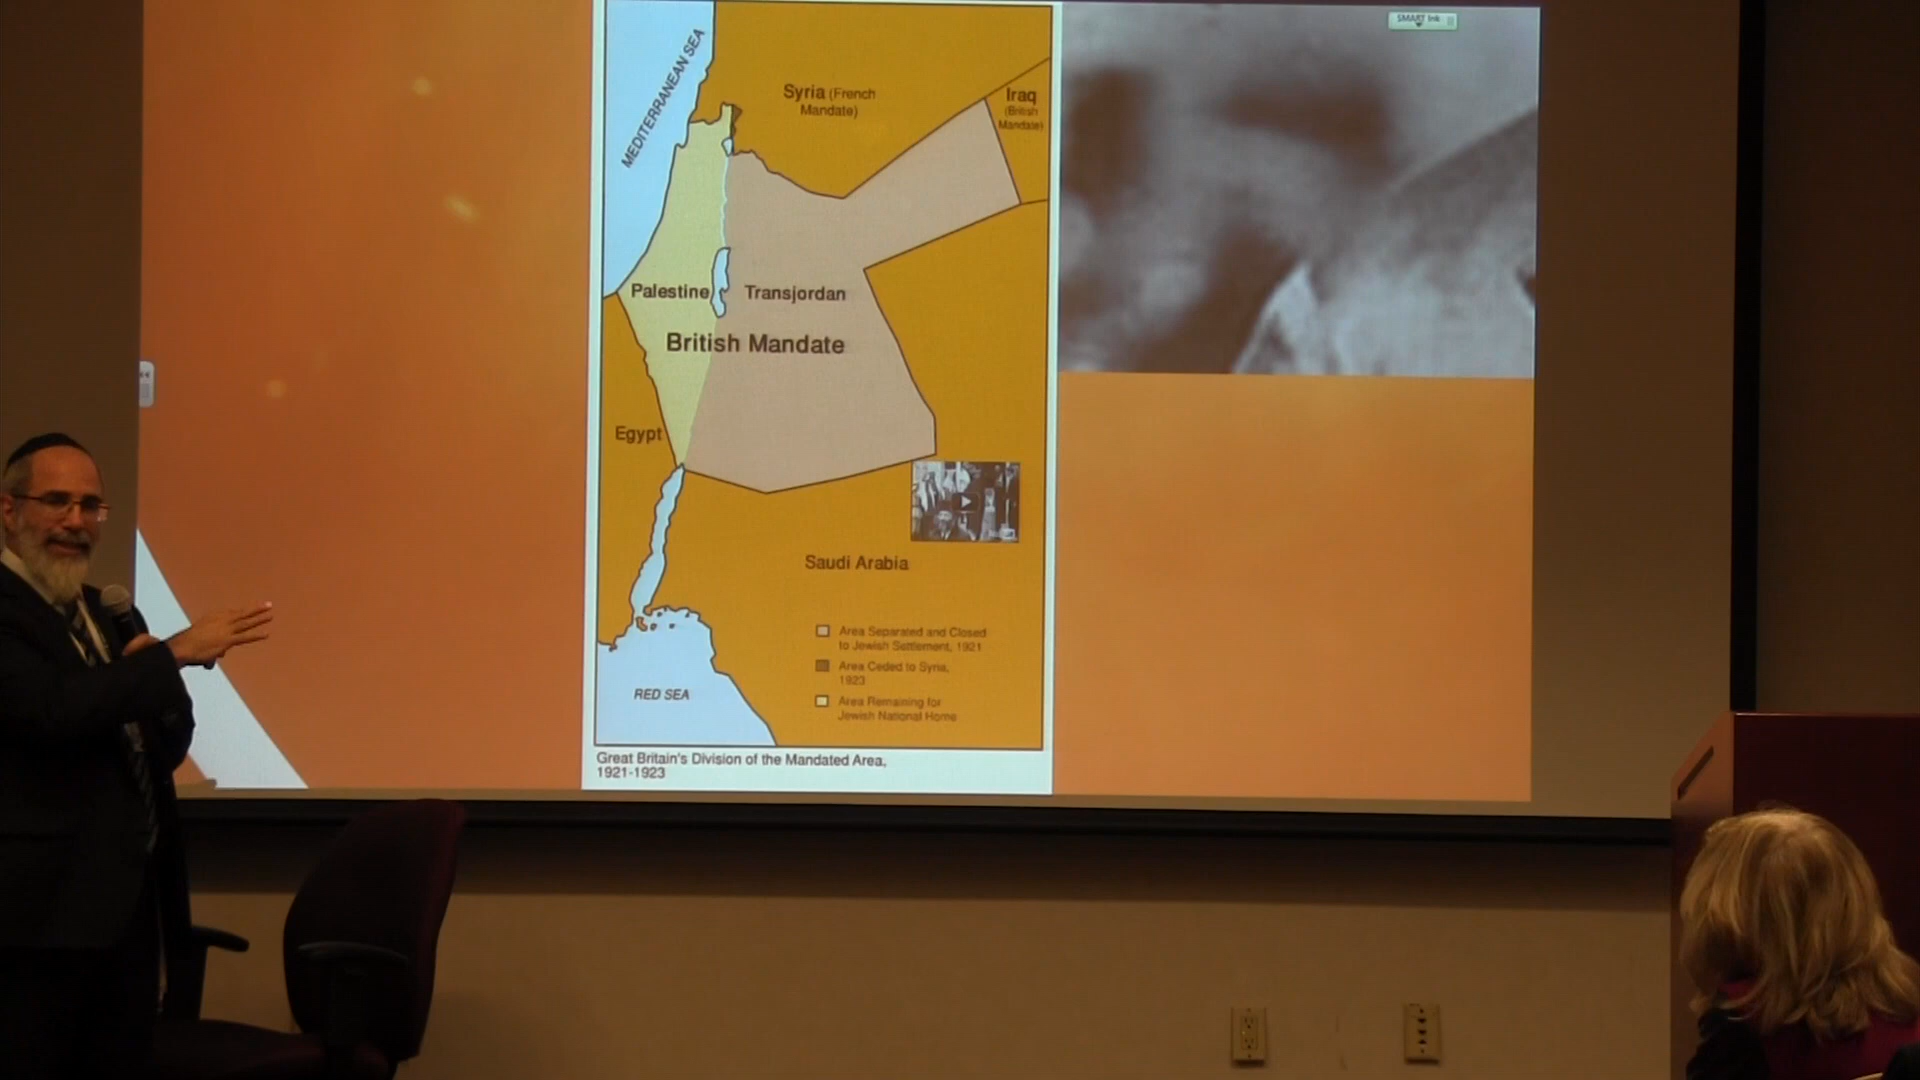 SMART Ink
MEDITERRANEAN SEA
Syria (French
Mandate)
Iraq
(British
Mandate)
Palestine
Transjordan
British Mandate
Egypt
Saudi Arabia
Area Separated and Closed
to Jewish Settlement, 1921
Area Ceded to Syria,
1923
Area Remaining for
Jewish National Home
RED SEA
Great Britain's Division of the Mandated Area,
1921-1923